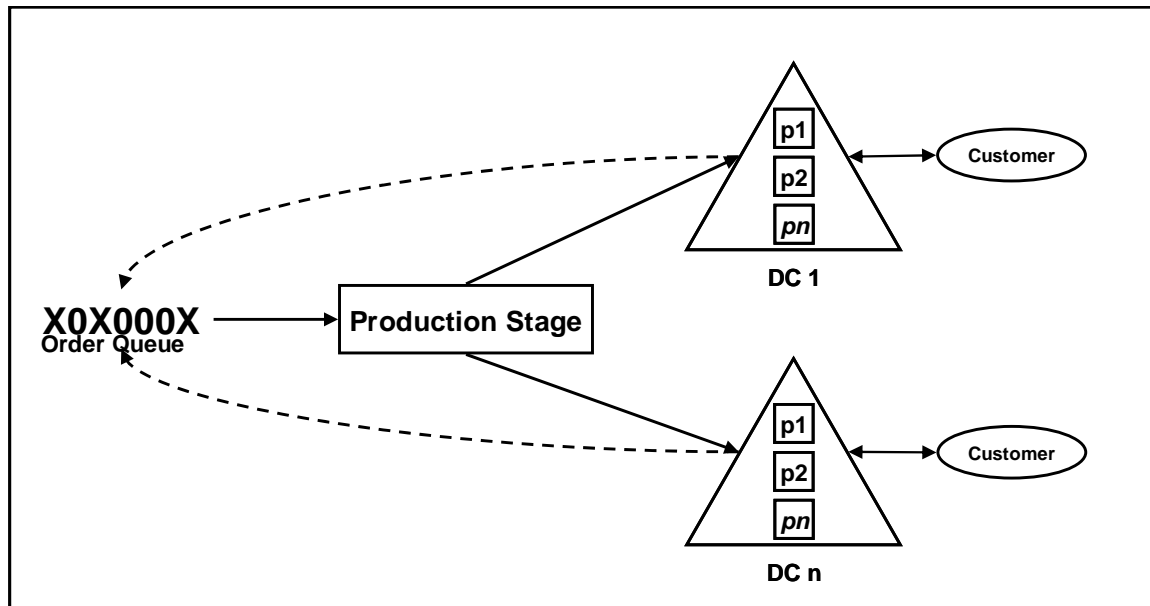 p1
p2
pn
Customer
DC 1
X0X000X
Order Queue
Production Stage
p1
p2
pn
Customer
DC n